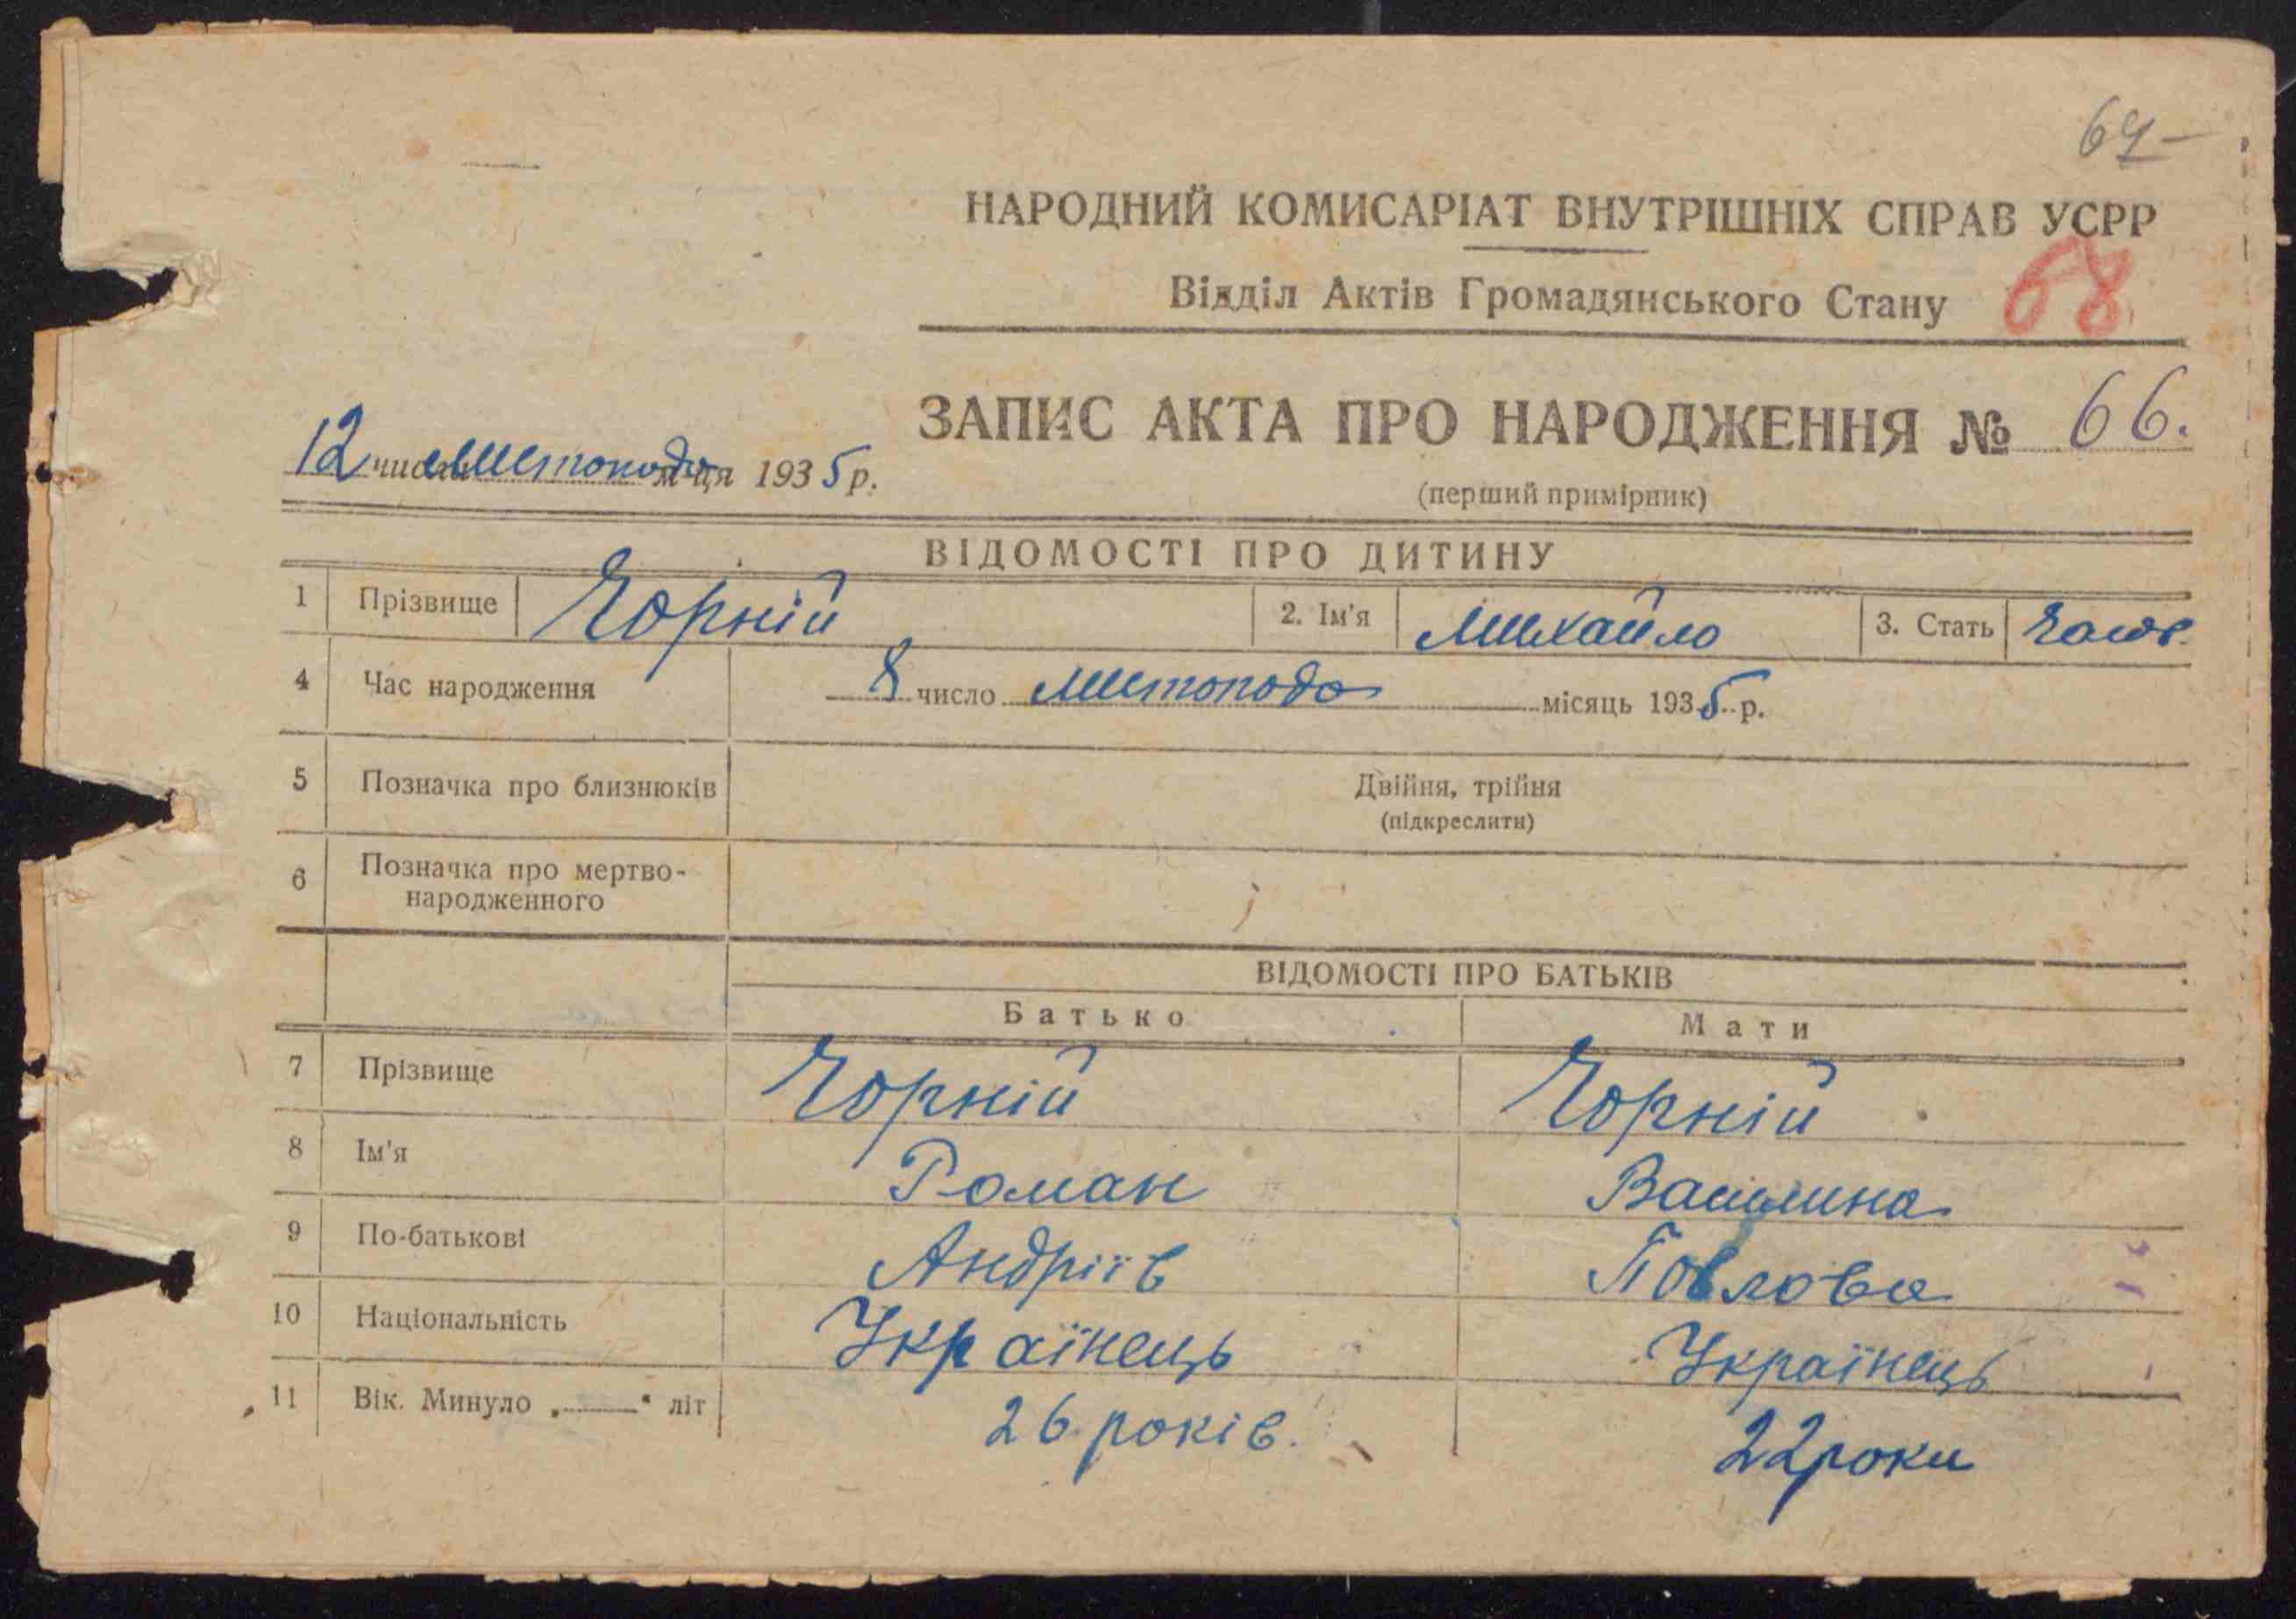 64-
НАРОДНИЙ КОМИСАРІАТ ВНУТРІШНІХ СПРАВ УСРР
Відділ Актів Громадянського Стану 68
ЗАПИС АКТА ПРО НАРОДЖЕННЯ № 66.
12 числа листопада м-ця 1935 р.
(перший примірник)
ВІДОМОСТІ ПРО ДИТИНУ
1 Прізвище Чорній 2. Ім'я Михайло 3. Стать Чолов.
4 Час народження 8 число листопада місяць 1935 р.
5 Позначка про близнюків Двійня, трійня
(підкреслити)
6 Позначка про мертво-
народженного
ВІДОМОСТІ ПРО БАТЬКІВ
Батько Мати
7 Прізвище Чорній Чорній
8 Ім'я Роман Василина
9 По-батькові Андріїв Павлова
10 Національність Українець Українець
11 Вік. Минуло „——" літ 26 років. 22 роки